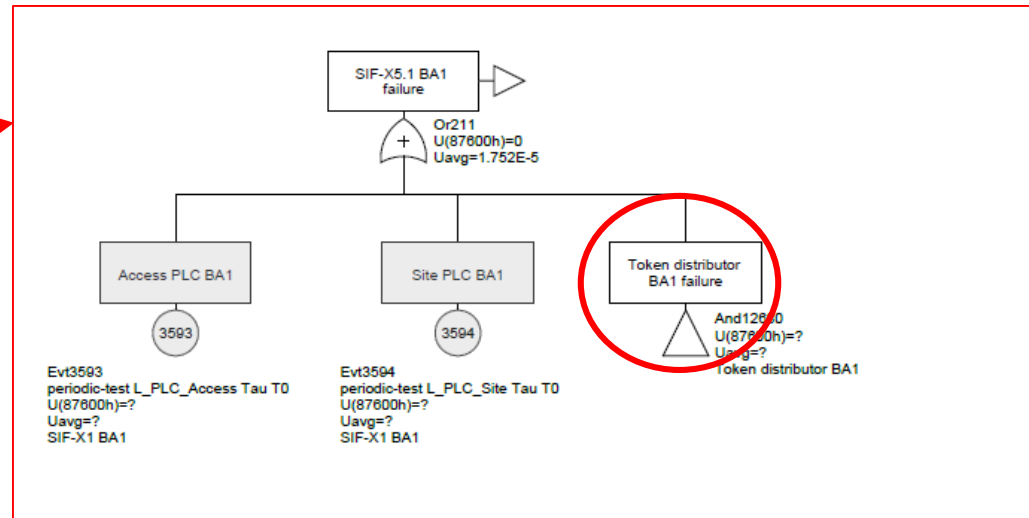 SIF-X5.1 BA1
failure
Or211
U(87600h)=0
Uavg=1.752E-5
+
Access PLC BA1
Site PLC BA1
Token distributor
BA1 failure
3593
3594
And12680
U(87600h)=?
Uavg=?
Token distributor BA1
Evt3593
periodic-test L_PLC_Access Tau T0
U(87600h)=?
Uavg=?
SIF-X1 BA1
Evt3594
periodic-test L_PLC_Site Tau T0
U(87600h)=?
Uavg=?
SIF-X1 BA1